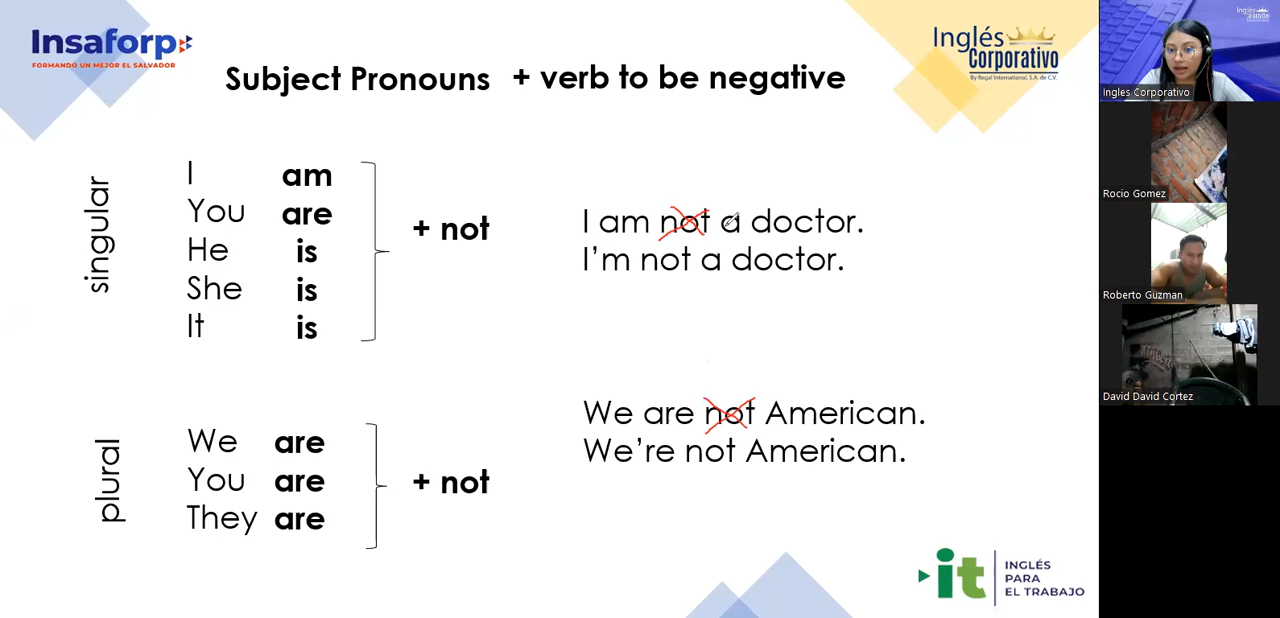 Insaforp
FORMANDO UN MEJOR EL SALVADOR
Inglés
Corporativo
By Regal International, S.A. de C.V.
Subject Pronouns + verb to be negative
singular
I am
You are
He is
She is
It is
+ not
I am not a doctor.
I'm not a doctor.
plural
We are
You are
They are
+ not
We are not American.
We're not American.
it
INGLÉS
PARA
EL TRABAJO
Ingles Corporativo
Rocio Gomez
Roberto Guzman
David David Cortez